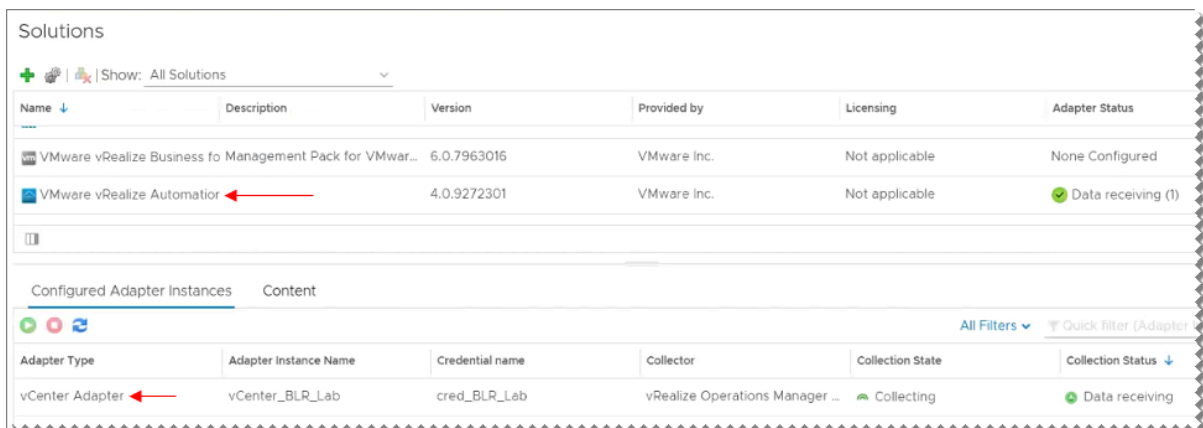 Solutions
Show: All Solutions
Name Description Version Provided by Licensing Adapter Status
vm VMware vRealize Business fo Management Pack for VMwar... 6.0.7963016 VMware Inc. Not applicable None Configured
VMware vRealize Automation 4.0.9272301 VMware Inc. Not applicable Data receiving (1)
Configured Adapter Instances Content
All Filters Quick filter (Adapter
Adapter Type Adapter Instance Name Credential name Collector Collection State Collection Status
vCenter Adapter vCenter_BLR_Lab cred_BLR_Lab vRealize Operations Manager ... Collecting Data receiving